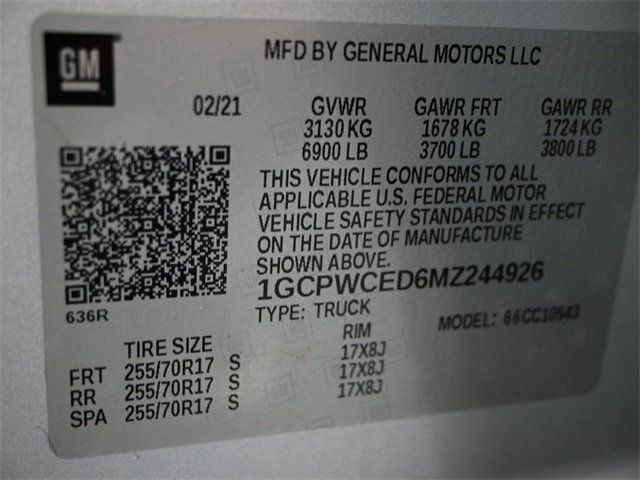 GM
MFD BY GENERAL MOTORS LLC
02/21 GVWR GAWR FRT GAWR RR
3130 KG 1678 KG 1724 KG
6900 LB 3700 LB 3800 LB
THIS VEHICLE CONFORMS TO ALL
APPLICABLE U.S. FEDERAL MOTOR
VEHICLE SAFETY STANDARDS IN EFFECT
ON THE DATE OF MANUFACTURE
SHOWN ABOVE.
1GCPWCED6MZ244926
636R
TYPE: TRUCK MODEL: 66CC10543
TIRE SIZE RIM
FRT 255/70R17 S 17X8J
RR 255/70R17 S 17X8J
SPA 255/70R17 S 17X8J